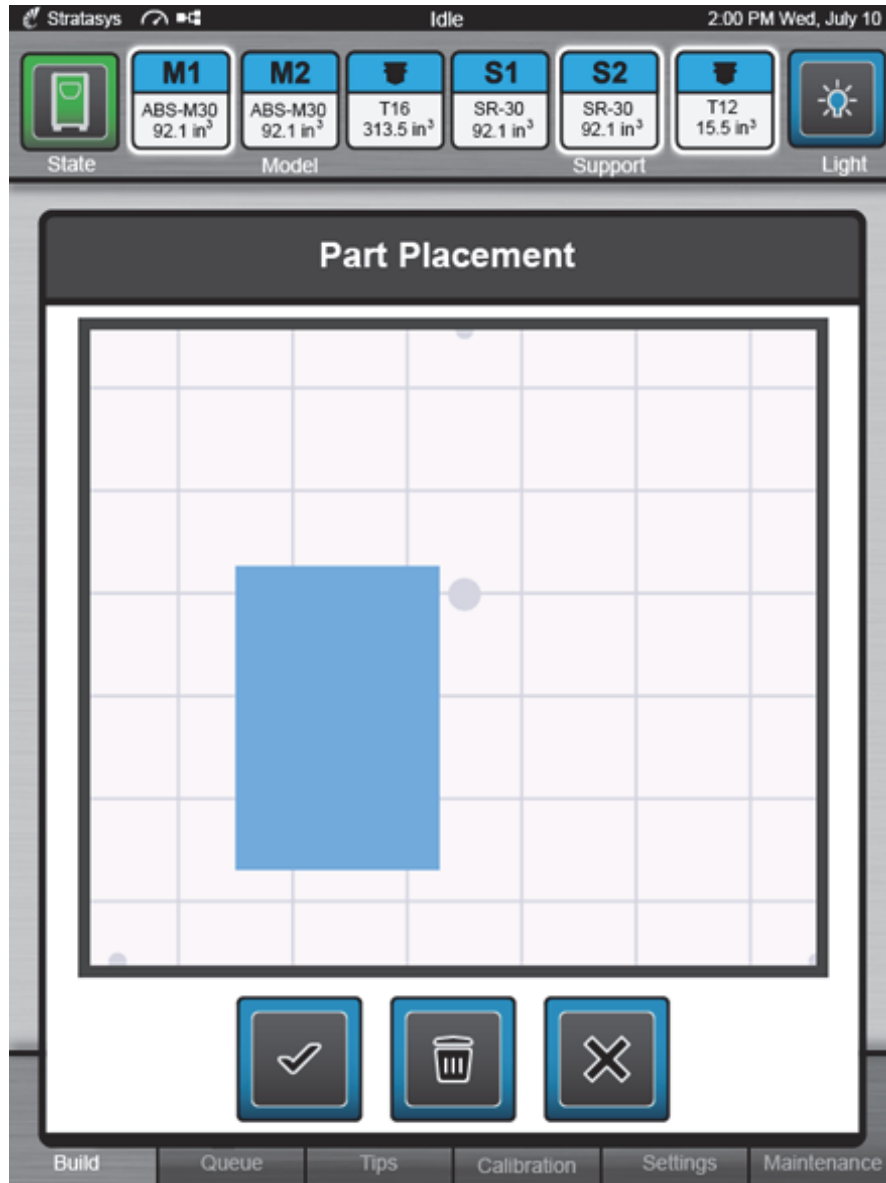 Stratasys Idle 2:00 PM Wed, July 10
M1 M2 S1 S2
ABS-M30 ABS-M30 T16 SR-30 SR-30 T12
92.1 in³ 92.1 in³ 313.5 in³ 92.1 in³ 92.1 in³ 15.5 in³
State Model Support Light
Part Placement
Build Queue Tips Calibration Settings Maintenance